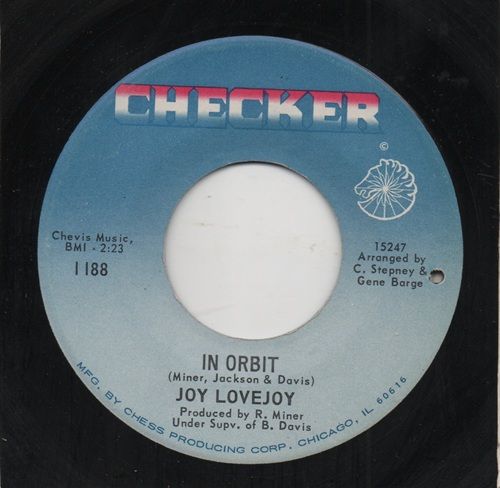 CHECKER
©
Chevis Music,
BMI - 2:23
1188
15247
Arranged by
C. Stepney &
Gene Barge
IN ORBIT
(Miner, Jackson & Davis)
JOY LOVEJOY
Produced by R. Miner
Under Supv. of B. Davis
MFG. BY CHESS PRODUCING CORP. CHICAGO, IL 60616